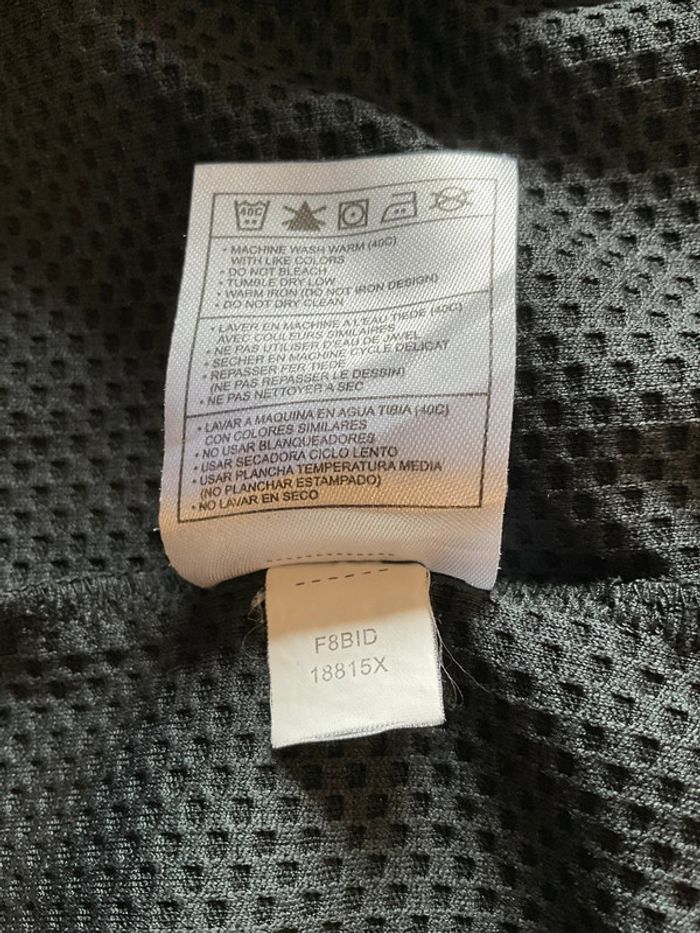 40C
• MACHINE WASH WARM (40C)
WITH LIKE COLORS
• DO NOT BLEACH
• TUMBLE DRY LOW
• WARM IRON (DO NOT IRON DESIGN)
• DO NOT DRY CLEAN
• LAVER EN MACHINE A L'EAU TIEDE (40C)
AVEC COULEURS SIMILAIRES
• NE PAS UTILISER D'EAU DE JAVEL
• SECHER EN MACHINE CYCLE DELICAT
• REPASSER FER TIEDE
(NE PAS REPASSER LE DESSIN)
• NE PAS NETTOYER A SEC
• LAVAR A MAQUINA EN AGUA TIBIA (40C)
CON COLORES SIMILARES
• NO USAR BLANQUEADORES
• USAR SECADORA CICLO LENTO
• USAR PLANCHA TEMPERATURA MEDIA
(NO PLANCHAR ESTAMPADO)
• NO LAVAR EN SECO
F8BID
18815X